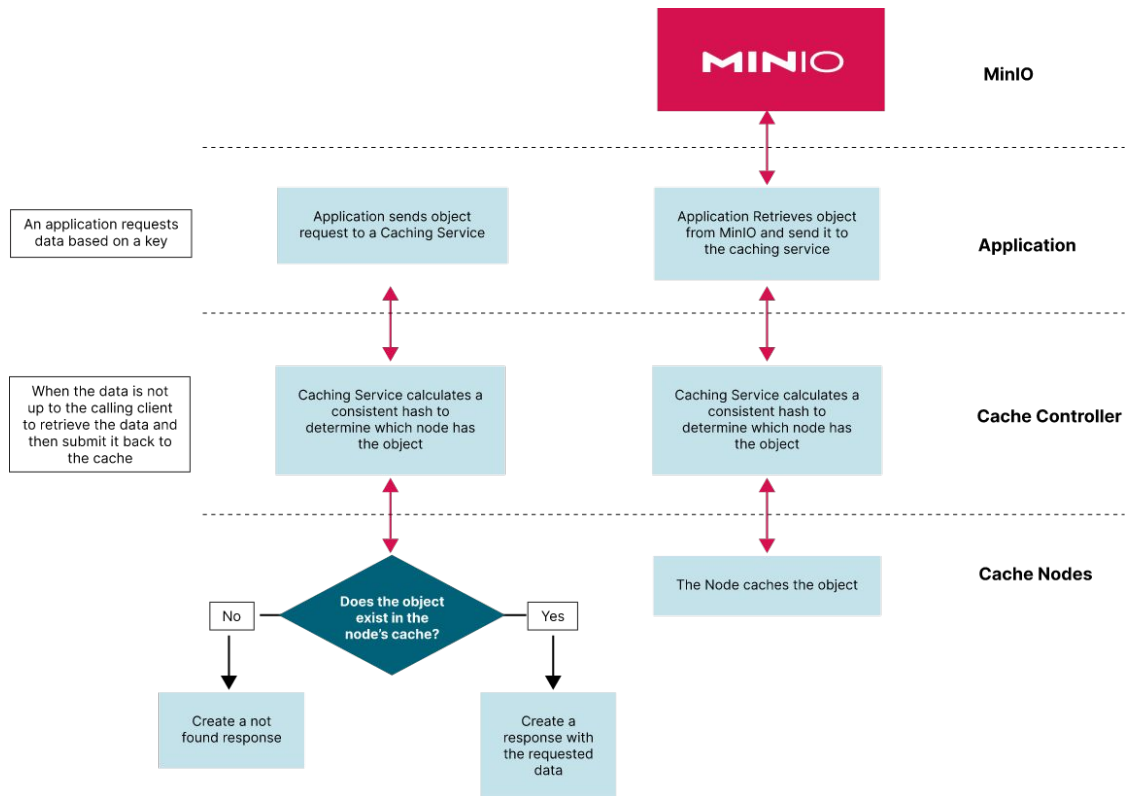 MINIO
MinIO
An application requests
data based on a key
Application sends object
request to a Caching Service
Application Retrieves object
from MinIO and send it to
the caching service
Application
When the data is not
up to the calling client
to retrieve the data and
then submit it back to
the cache
Caching Service calculates a
consistent hash to
determine which node has
the object
Caching Service calculates a
consistent hash to
determine which node has
the object
Cache Controller
Does the object
exist in the
node's cache?
The Node caches the object
Cache Nodes
No
Yes
Create a not
found response
Create a
response with
the requested
data